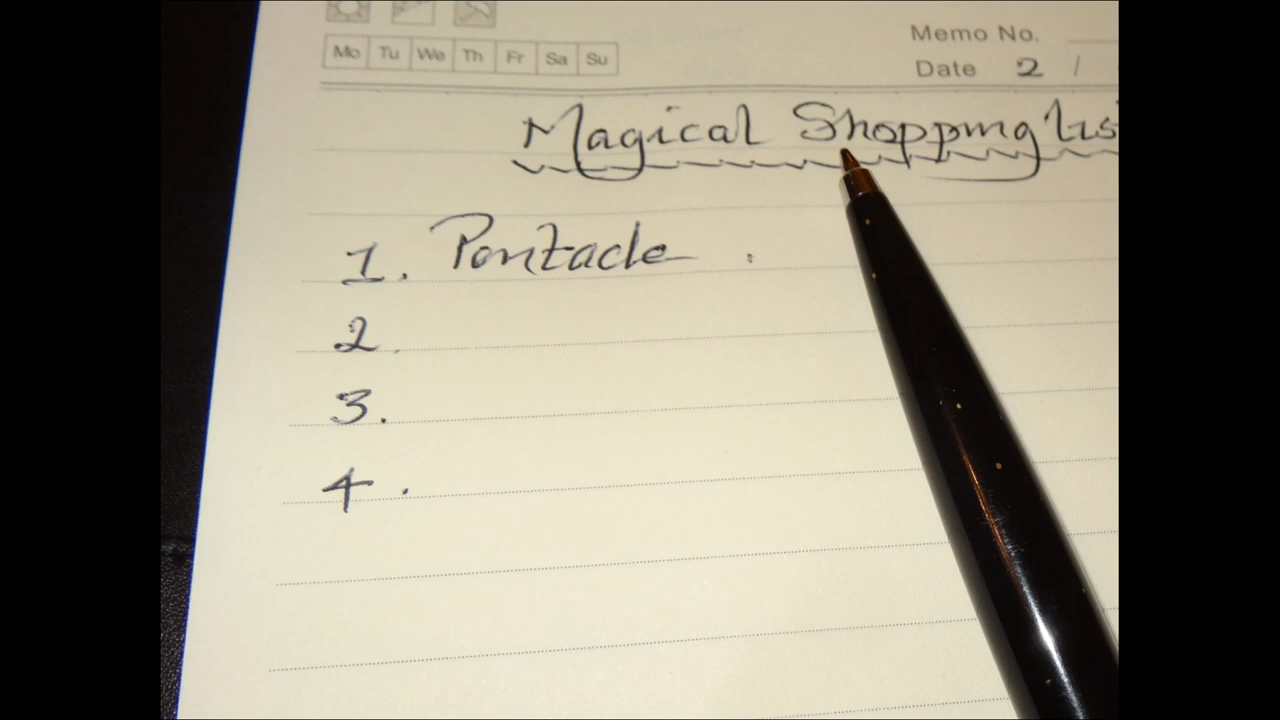 Mo Tu We Th Fr Sa Su
Memo No.
Date 2 /
Magical Shopping lis
1. Pentacle .
2.
3.
4.